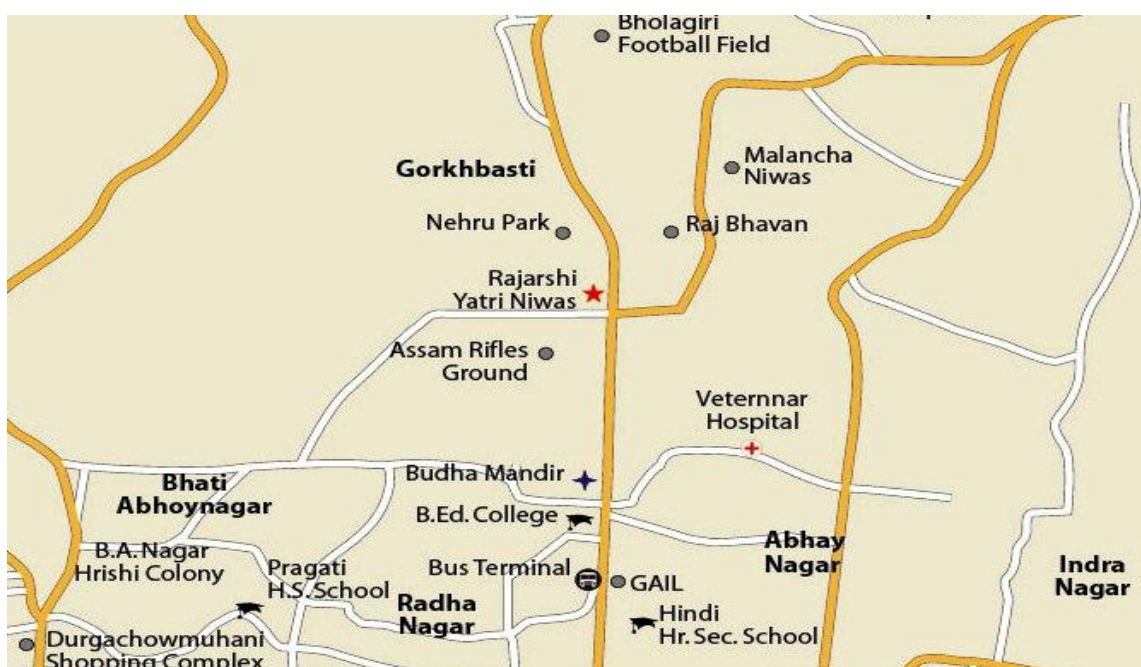 Bholagiri
Football Field
Malancha
Niwas
Gorkhbasti
Nehru Park
Raj Bhavan
Rajarshi
Yatri Niwas
Assam Rifles
Ground
Veternnar
Hospital
Budha Mandir
Bhati
Abhoynagar
B.Ed. College
B.A. Nagar
Hrishi Colony
Pragati
H.S. School
Bus Terminal
GAIL
Abhay
Nagar
Indra
Nagar
Radha
Nagar
Hindi
Hr. Sec. School
Durgachowmuhani
Shopping Complex